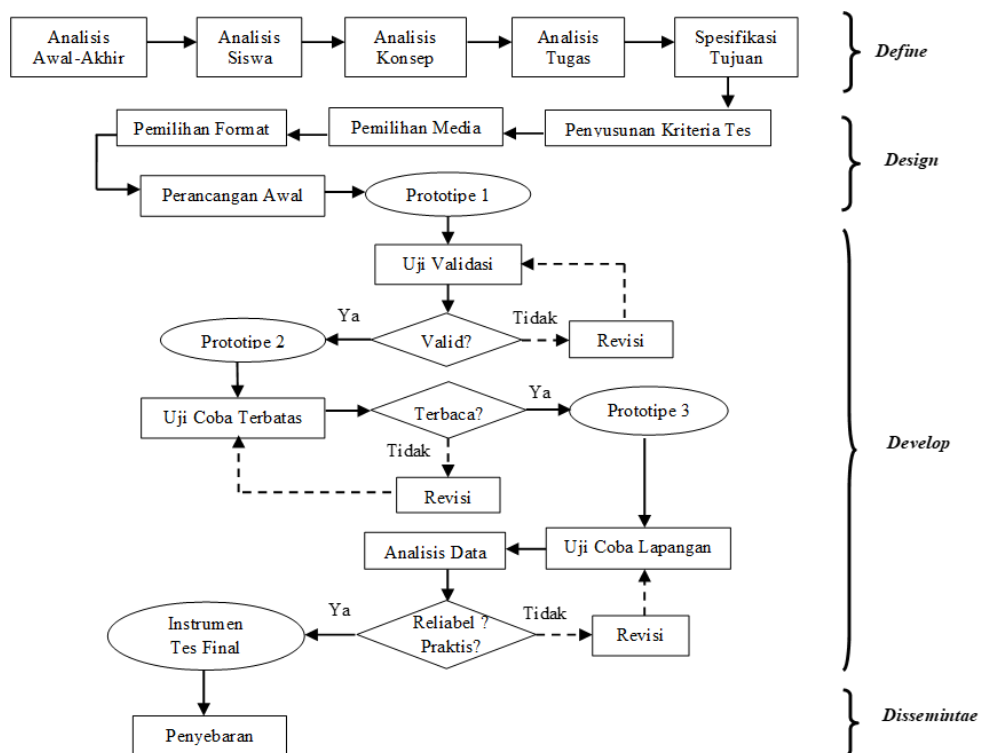 Analisis
Awal-Akhir
Analisis
Siswa
Analisis
Konsep
Analisis
Tugas
Spesifikasi
Tujuan
Define
Pemilihan Format
Pemilihan Media
Penyusunan Kriteria Tes
Design
Perancangan Awal
Prototipe 1
Uji Validasi
Ya
Tidak
Prototipe 2
Valid?
Revisi
Uji Coba Terbatas
Terbaca?
Ya
Prototipe 3
Tidak
Develop
Revisi
Analisis Data
Uji Coba Lapangan
Ya
Tidak
Instrumen
Tes Final
Reliabel ?
Praktis?
Revisi
Dissemintae
Penyebaran